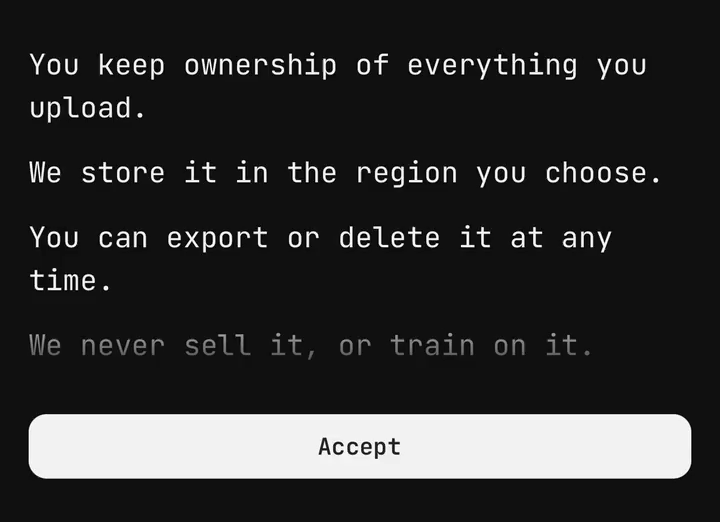 You keep ownership of everything you
upload.
We store it in the region you choose.
You can export or delete it at any
time.
We never sell it, or train on it.
Accept